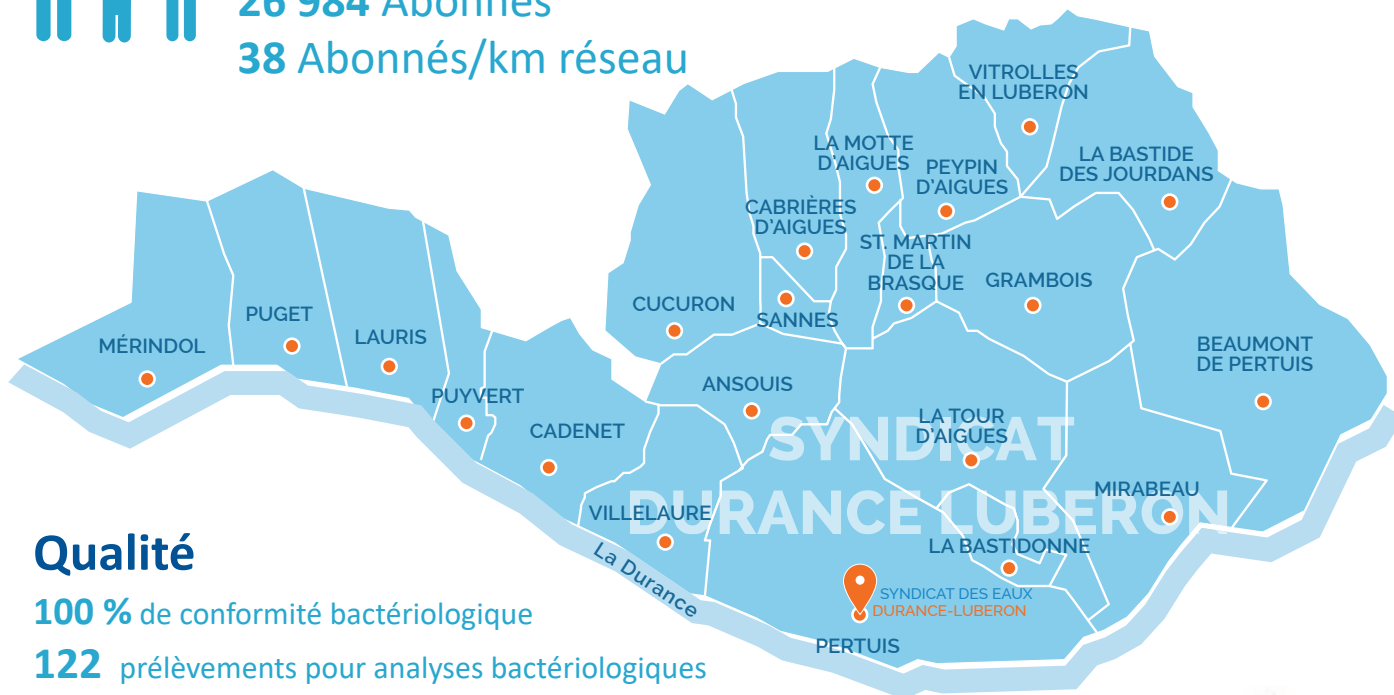 26 984 Abonnés
38 Abonnés/km réseau
VITROLLES
EN LUBERON
LA MOTTE
D'AIGUES
PEYPIN
D'AIGUES
LA BASTIDE
DES JOURDANS
CABRIÈRES
D'AIGUES
ST. MARTIN
DE LA
BRASQUE
GRAMBOIS
CUCURON
SANNES
PUGET
LAURIS
MÉRINDOL
BEAUMONT
DE PERTUIS
PUYVERT
ANSOUIS
CADENET
LA TOUR
D'AIGUES
SYNDICAT
DURANCE LUBERON
MIRABEAU
VILLELAURE
LA BASTIDONNE
La Durance
SYNDICAT DES EAUX
DURANCE-LUBERON
PERTUIS
Qualité
100 % de conformité bactériologique
122 prélèvements pour analyses bactériologiques